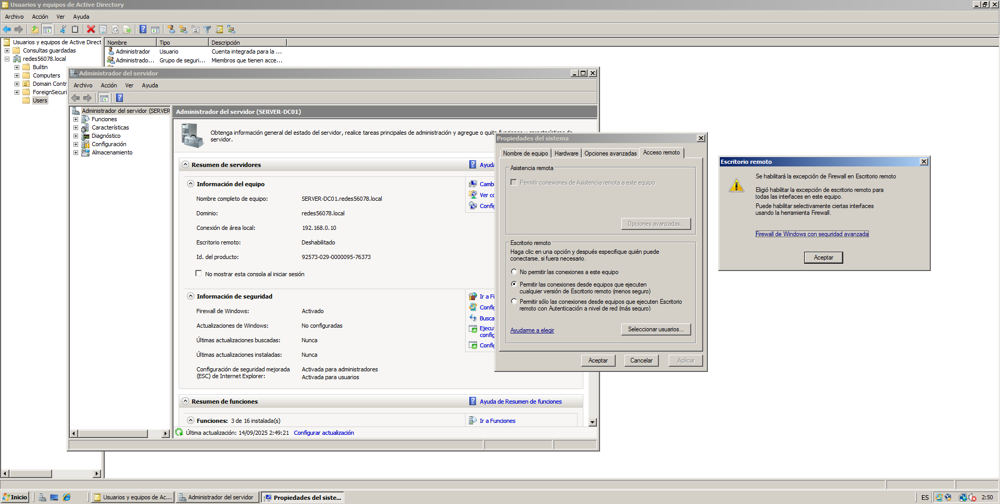 Usuarios y equipos de Active Directory
Archivo Acción Ver Ayuda
Usuarios y equipos de Active Direct
Consultas guardadas
redes56078.local
Builtin
Computers
Domain Contr
ForeignSecuri
Users
Nombre Tipo Descripción
Administrador Usuario Cuenta integrada para la ...
Administrado... Grupo de seguri... Miembros que tienen acce...
Administrador del servidor
Archivo Acción Ver Ayuda
Administrador del servidor (SERVER
Funciones
Características
Diagnóstico
Configuración
Almacenamiento
Administrador del servidor (SERVER-DC01)
Obtenga información general del estado del servidor, realice tareas principales de administración y agregue o quite funciones y características de
servidor.
Resumen de servidores
Ayuda
Información del equipo
Nombre completo de equipo: SERVER-DC01.redes56078.local
Dominio: redes56078.local
Conexión de área local: 192.168.0.10
Escritorio remoto: Deshabilitado
Id. del producto: 92573-029-0000095-76373
No mostrar esta consola al iniciar sesión
Camb
Ver co
Config
Información de seguridad
Firewall de Windows: Activado
Actualizaciones de Windows: No configuradas
Últimas actualizaciones buscadas: Nunca
Últimas actualizaciones instaladas: Nunca
Configuración de seguridad mejorada
(ESC) de Internet Explorer:
Activada para administradores
Activada para usuarios
Ir a Fi
Config
Busca
Ejecut
config
Config
Resumen de funciones
Ayuda de Resumen de funciones
Funciones: 3 de 16 instalada(s)
Ir a Funciones
Última actualización: 14/09/2025 2:49:21 Configurar actualización
Propiedades del sistema
Nombre de equipo Hardware Opciones avanzadas Acceso remoto
Asistencia remota
Permitir conexiones de Asistencia remota a este equipo
Opciones avanzadas...
Escritorio remoto
Haga clic en una opción y después especifique quién puede
conectarse, si fuera necesario.
No permitir las conexiones a este equipo
Permitir las conexiones desde equipos que ejecuten
cualquier versión de Escritorio remoto (menos seguro)
Permitir sólo las conexiones desde equipos que ejecuten Escritorio
remoto con Autenticación a nivel de red (más seguro)
Ayudarme a elegir
Seleccionar usuarios...
Aceptar Cancelar Aplicar
Escritorio remoto
Se habilitará la excepción de Firewall en Escritorio remoto
Eligió habilitar la excepción de escritorio remoto para
todas las interfaces en este equipo.
Puede habilitar selectivamente ciertas interfaces
usando la herramienta Firewall.
Firewall de Windows con seguridad avanzada
Aceptar
Inicio
Usuarios y equipos de Ac...
Administrador del servidor
Propiedades del siste...
ES
2:50